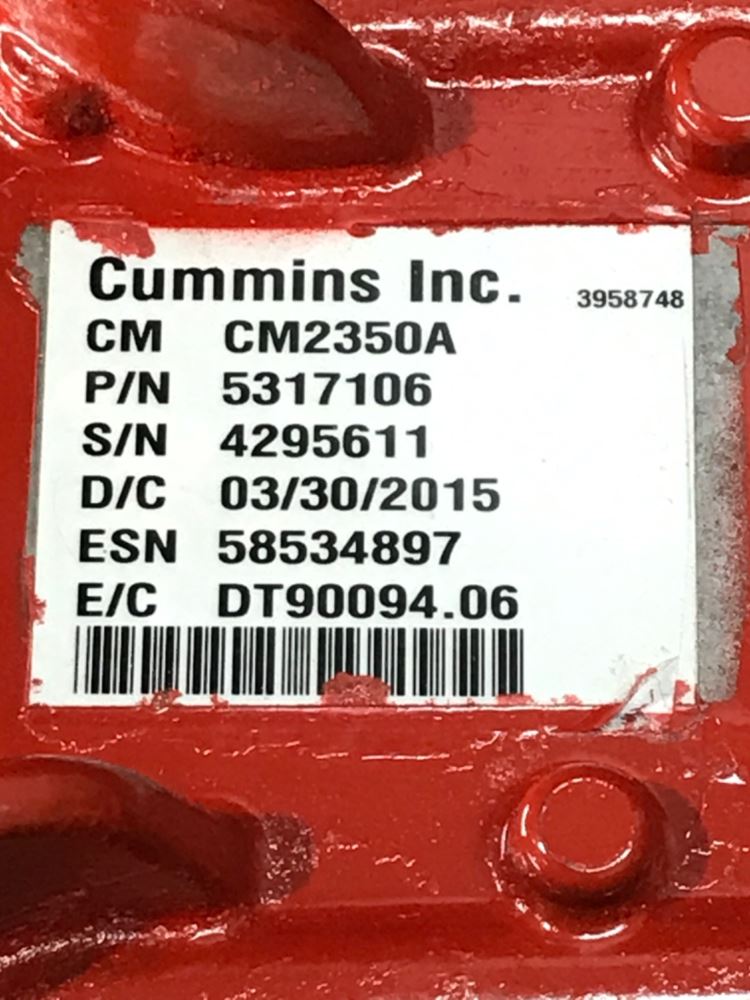 Cummins Inc. 3958748
CM CM2350A
P/N 5317106
S/N 4295611
D/C 03/30/2015
ESN 58534897
E/C DT90094.06